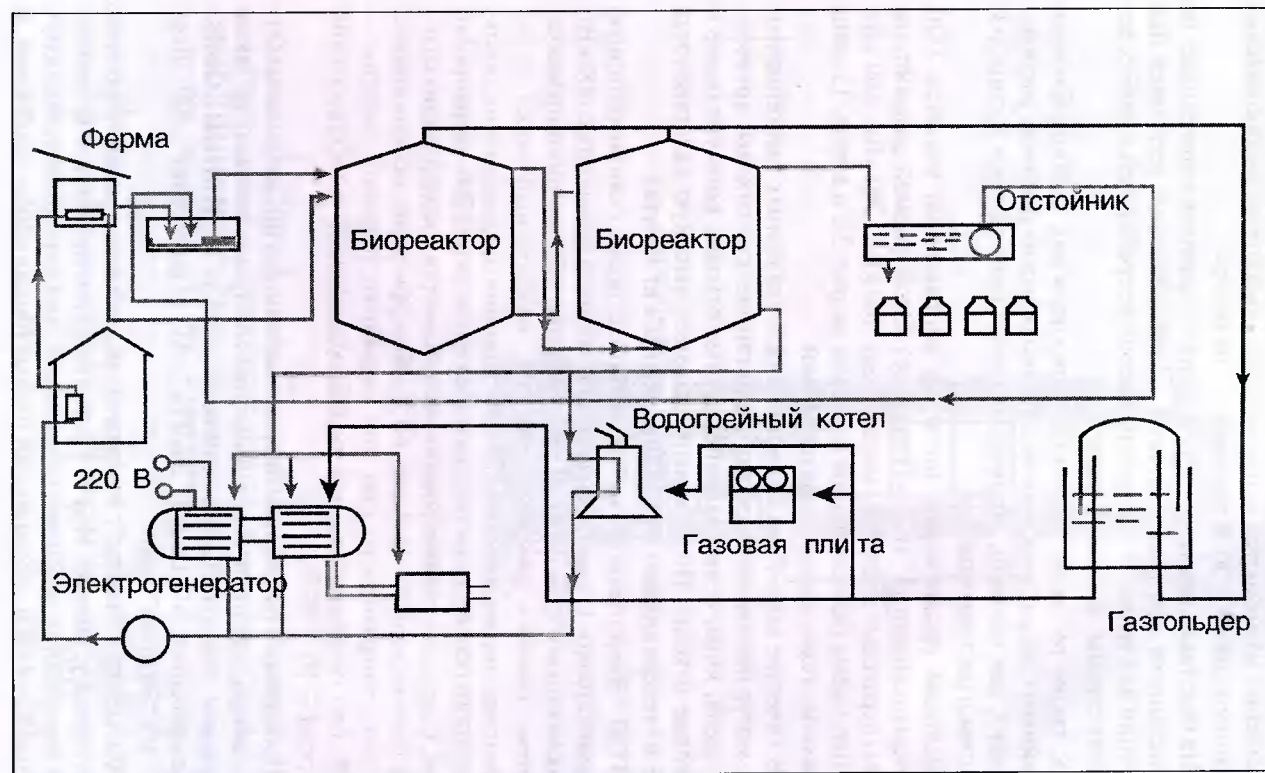 Ферма
Биореактор
Биореактор
Отстойник
Водогрейный котел
220 В
Газовая плита
Электрогенератор
Газгольдер